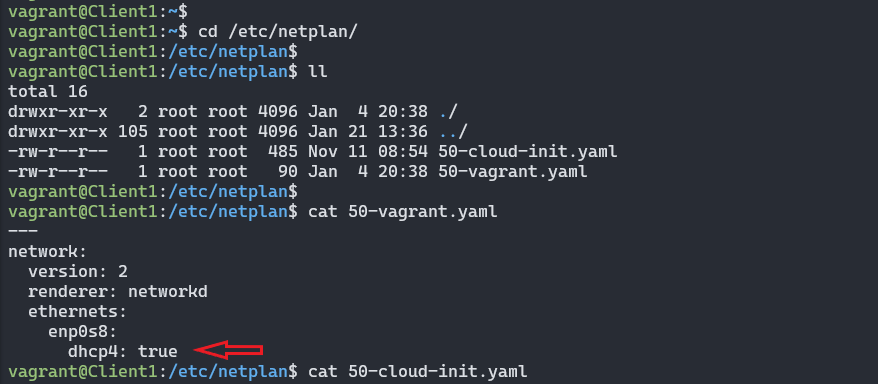 vagrant@Client1:~$
vagrant@Client1:~$ cd /etc/netplan/
vagrant@Client1:/etc/netplan$
vagrant@Client1:/etc/netplan$ ll
total 16
drwxr-xr-x   2 root root 4096 Jan  4 20:38 ./
drwxr-xr-x 105 root root 4096 Jan 21 13:36 ../
-rw-r--r--   1 root root  485 Nov 11 08:54 50-cloud-init.yaml
-rw-r--r--   1 root root   90 Jan  4 20:38 50-vagrant.yaml
vagrant@Client1:/etc/netplan$
vagrant@Client1:/etc/netplan$ cat 50-vagrant.yaml
---
network:
  version: 2
  renderer: networkd
  ethernets:
    enp0s8:
      dhcp4: true
vagrant@Client1:/etc/netplan$ cat 50-cloud-init.yaml